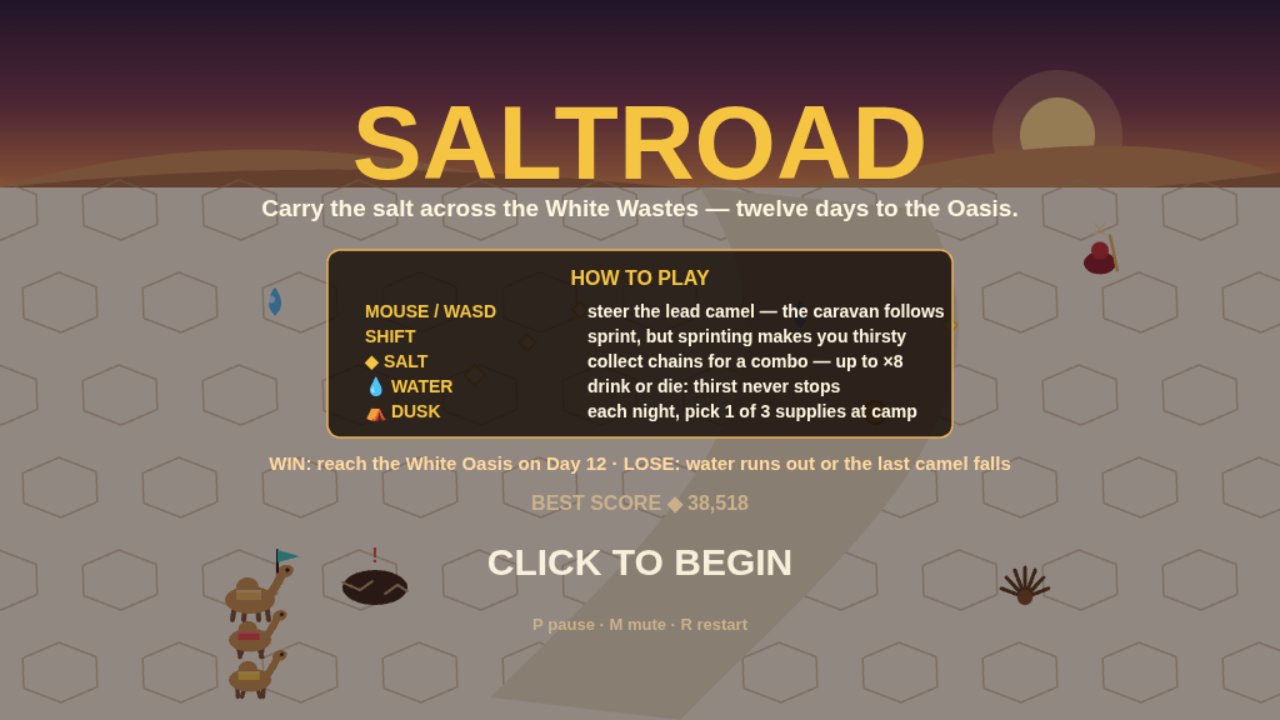 SALTROAD
Carry the salt across the White Wastes — twelve days to the Oasis.
HOW TO PLAY
MOUSE / WASD steer the lead camel — the caravan follows
SHIFT sprint, but sprinting makes you thirsty
◆ SALT collect chains for a combo — up to ×8
💧 WATER drink or die: thirst never stops
⛺ DUSK each night, pick 1 of 3 supplies at camp
WIN: reach the White Oasis on Day 12 · LOSE: water runs out or the last camel falls
BEST SCORE ◆ 38,518
!
CLICK TO BEGIN
P pause · M mute · R restart